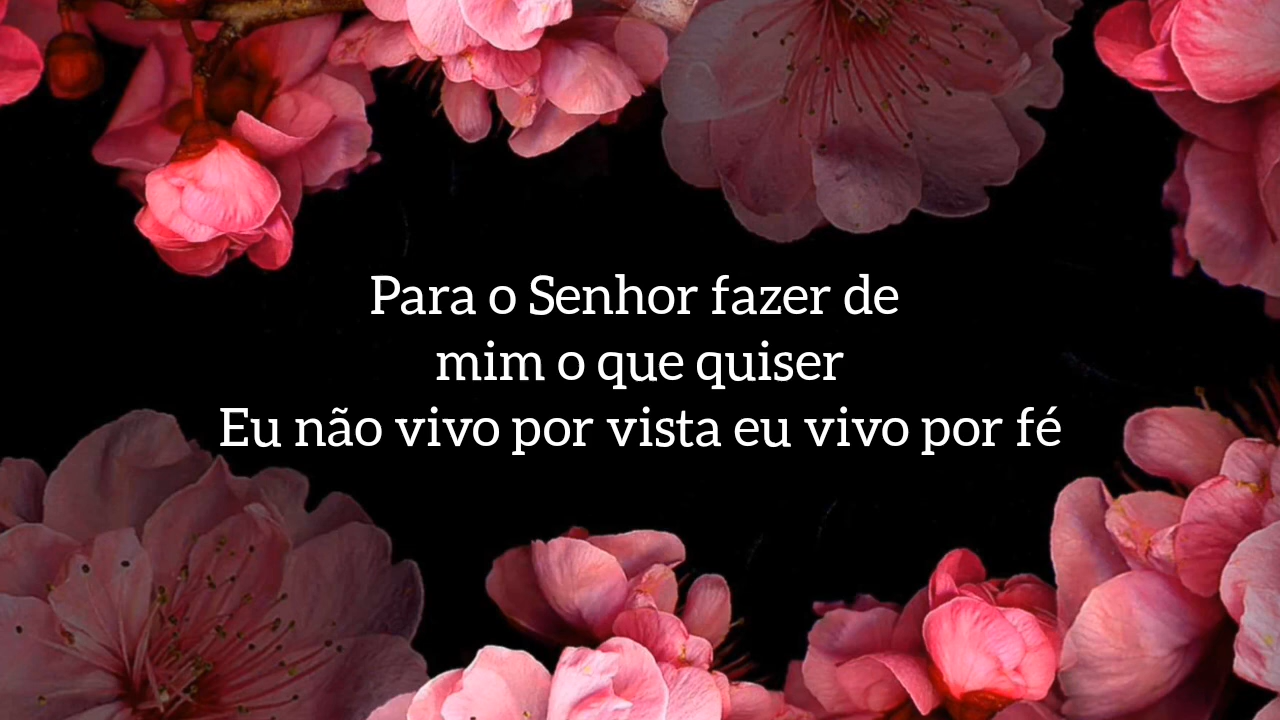 Para o Senhor fazer de
mim o que quiser
Eu não vivo por vista eu vivo por fé